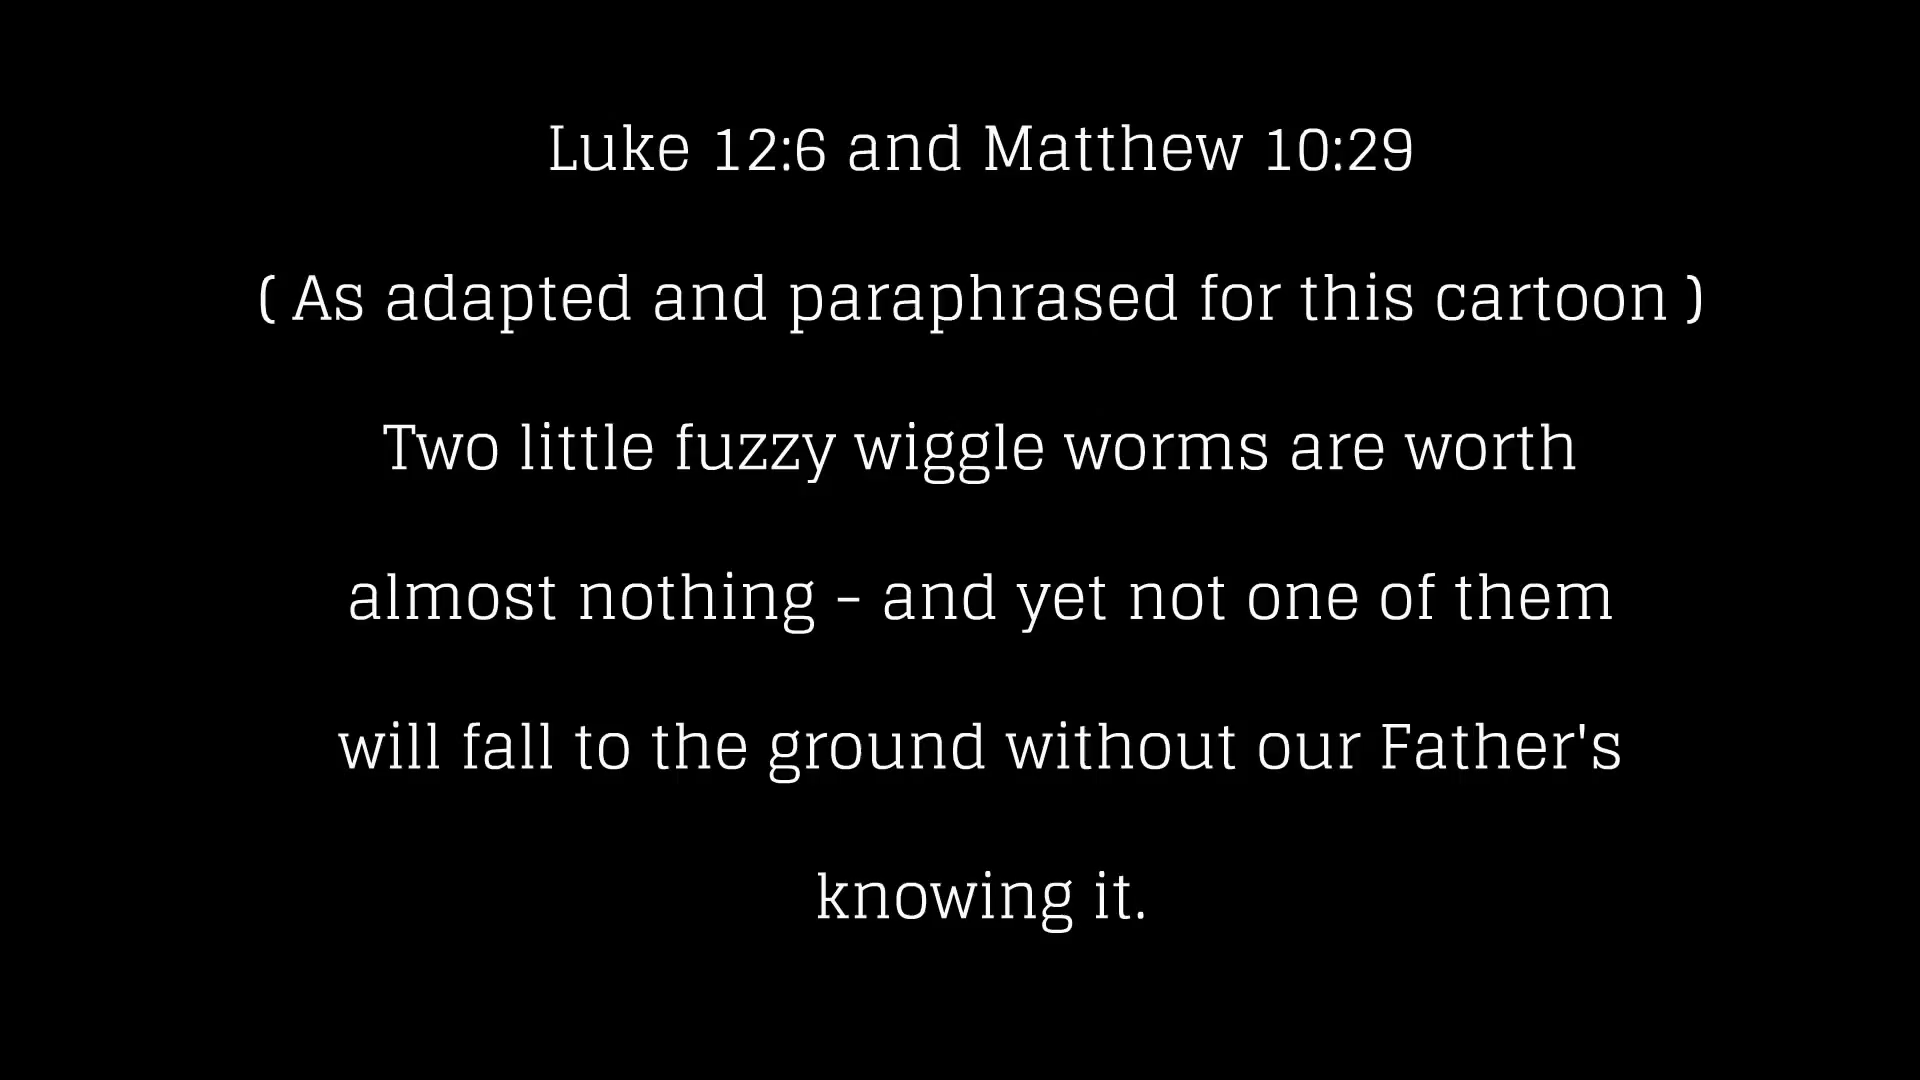 Luke 12:6 and Matthew 10:29
( As adapted and paraphrased for this cartoon )
Two little fuzzy wiggle worms are worth
almost nothing – and yet not one of them
will fall to the ground without our Father's
knowing it.